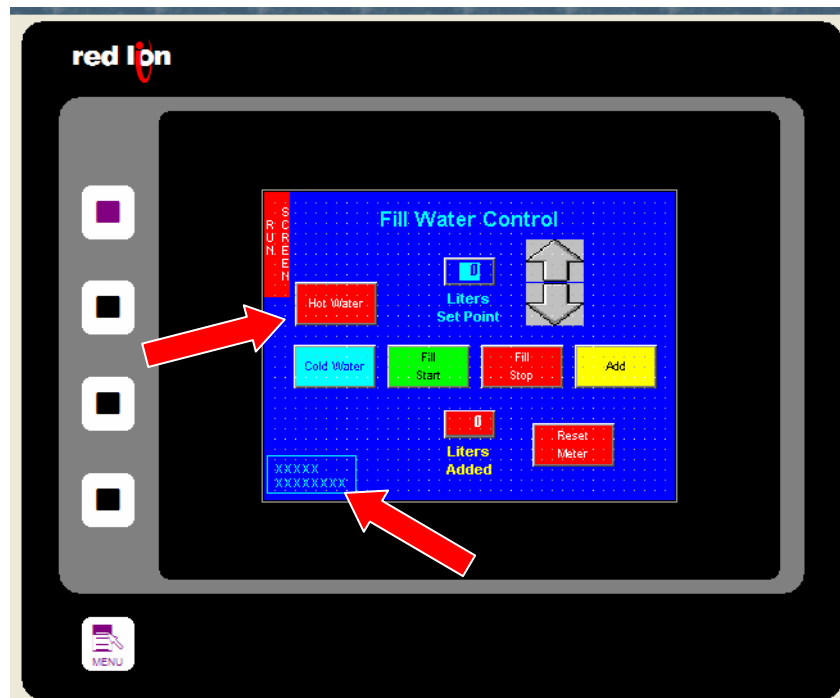 red lion
RUN
SCREEN
Fill Water Control
0
Liters
Set Point
Hot Water
Cold Water
Fill
Start
Fill
Stop
Add
0
Liters
Added
Reset
Meter
XXXXX
XXXXXXXX
MENU